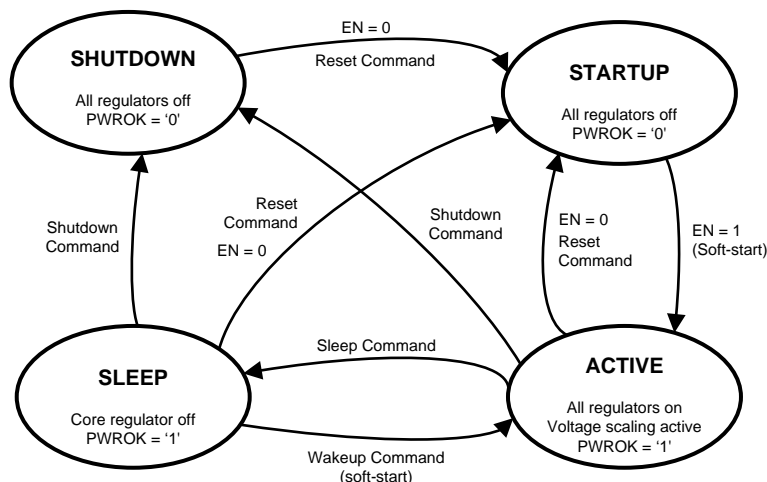 EN = 0
Reset Command
SHUTDOWN
All regulators off
PWROK = ‘0’
STARTUP
All regulators off
PWROK = ‘0’
Shutdown
Command
Reset
Command
EN = 0
Shutdown
Command
EN = 0
Reset
Command
EN = 1
(Soft-start)
Sleep Command
SLEEP
Core regulator off
PWROK = ‘1’
ACTIVE
All regulators on
Voltage scaling active
PWROK = ‘1’
Wakeup Command
(soft-start)